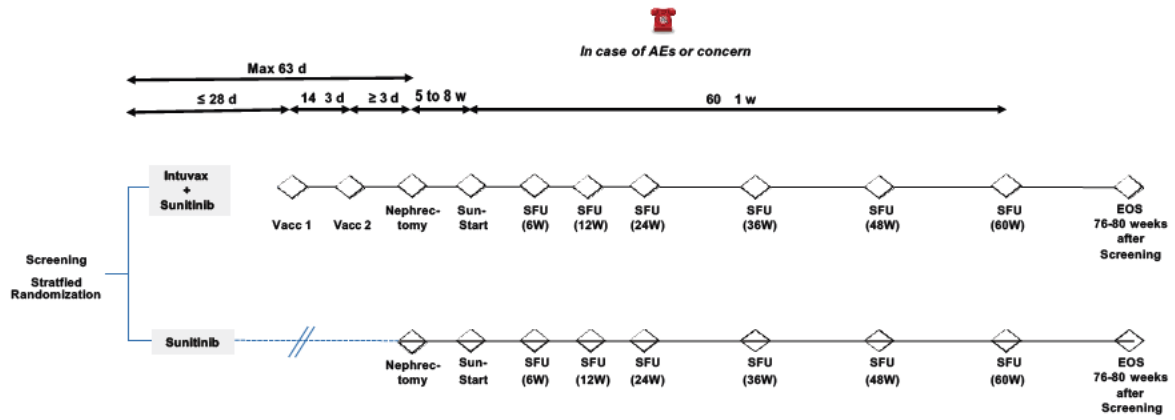 In case of AEs or concern
Max 63 d
≤ 28 d
14 3 d
≥ 3 d
5 to 8 w
60 1 w
Intuvax
+
Sunitinib
Vacc 1
Vacc 2
Nephrec-
tomy
Sun-
Start
SFU
(6W)
SFU
(12W)
SFU
(24W)
SFU
(36W)
SFU
(48W)
SFU
(60W)
EOS
76-80 weeks
after
Screening
Screening
Stratfied
Randomization
Sunitinib
Nephrec-
tomy
Sun-
Start
SFU
(6W)
SFU
(12W)
SFU
(24W)
SFU
(36W)
SFU
(48W)
SFU
(60W)
EOS
76-80 weeks
after
Screening